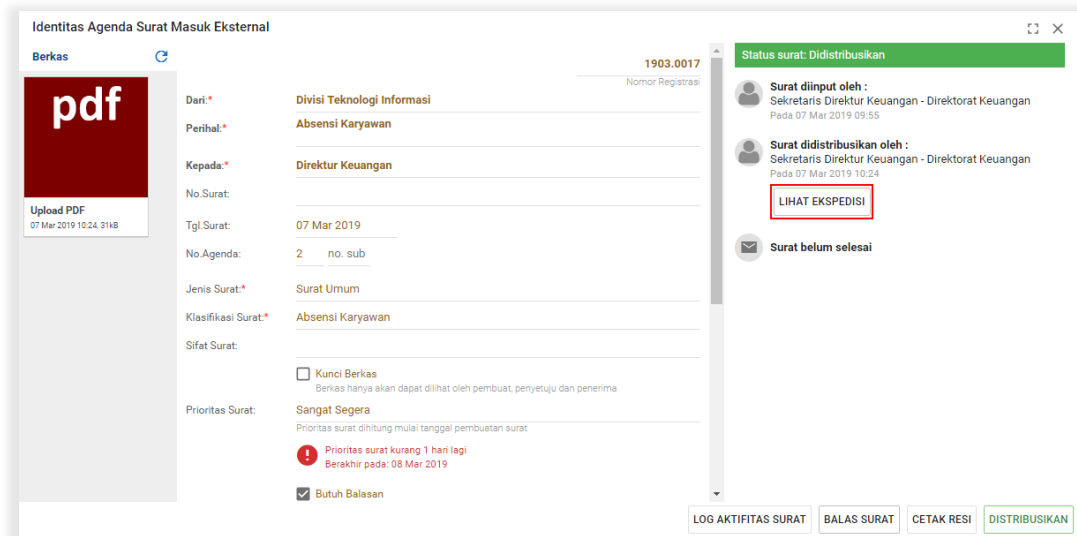 Identitas Agenda Surat Masuk Eksternal
Berkas
pdf
Upload PDF
07 Mar 2019 10:24, 31kB
1903.0017
Nomor Registrasi
Dari:* Divisi Teknologi Informasi
Perihal:* Absensi Karyawan
Kepada:* Direktur Keuangan
No.Surat:
Tgl.Surat: 07 Mar 2019
No.Agenda: 2 no. sub
Jenis Surat:* Surat Umum
Klasifikasi Surat:* Absensi Karyawan
Sifat Surat:
Kunci Berkas
Berkas hanya akan dapat dilihat oleh pembuat, penyetuju dan penerima
Prioritas Surat: Sangat Segera
Prioritas surat dihitung mulai tanggal pembuatan surat
Prioritas surat kurang 1 hari lagi
Berakhir pada: 08 Mar 2019
Butuh Balasan
Status surat: Didistribusikan
Surat diinput oleh :
Sekretaris Direktur Keuangan - Direktorat Keuangan
Pada 07 Mar 2019 09:55
Surat didistribusikan oleh :
Sekretaris Direktur Keuangan - Direktorat Keuangan
Pada 07 Mar 2019 10:24
LIHAT EKSPEDISI
Surat belum selesai
LOG AKTIFITAS SURAT BALAS SURAT CETAK RESI DISTRIBUSIKAN